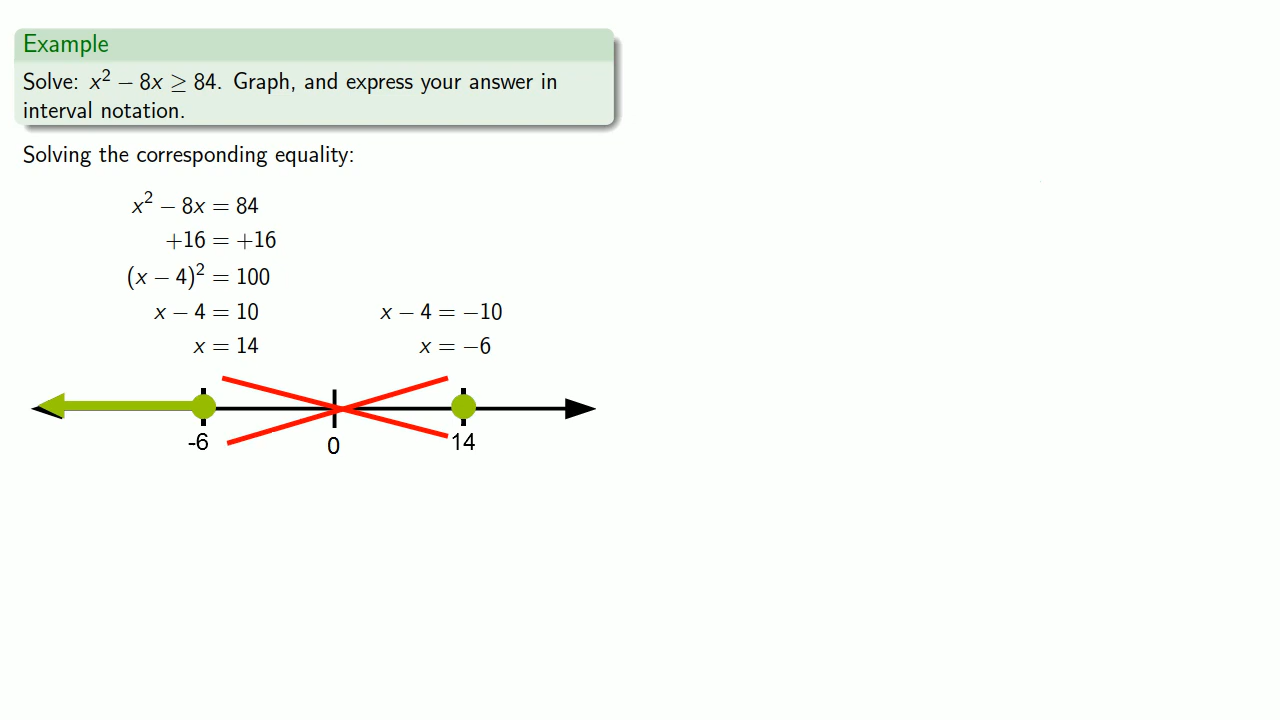 Example
Solve: x² − 8x ≥ 84. Graph, and express your answer in
interval notation.
Solving the corresponding equality:
x² − 8x = 84
+16 = +16
(x − 4)² = 100
x − 4 = 10 x − 4 = −10
x = 14 x = −6
-6 0 14